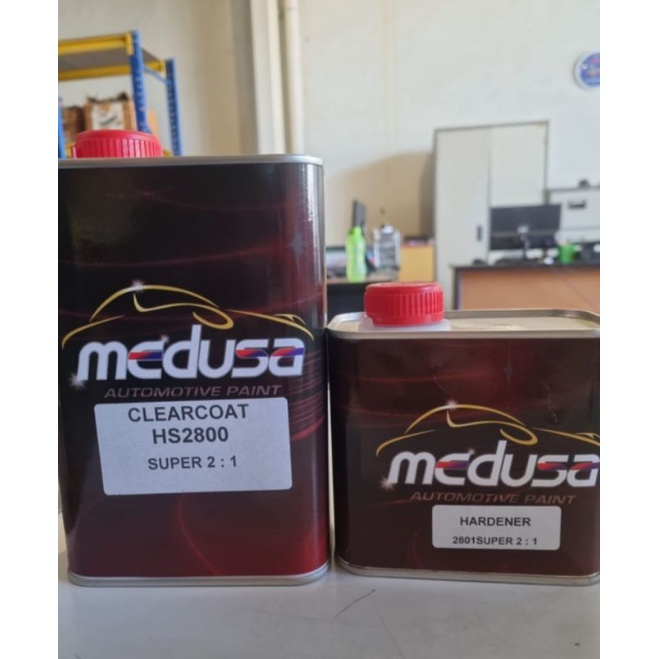 medusa
AUTOMOTIVE PAINT
CLEARCOAT
HS2800
SUPER 2 : 1
medusa
AUTOMOTIVE PAINT
HARDENER
2801SUPER 2 : 1